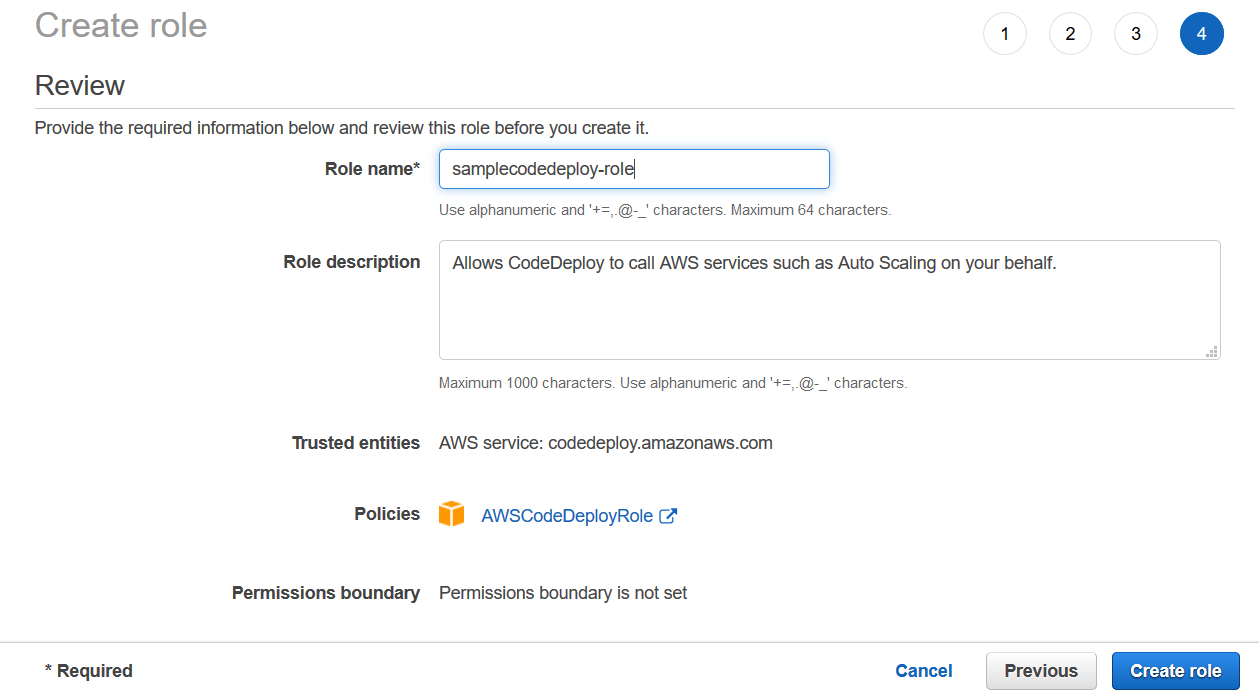 Create role
1 2 3 4
Review
Provide the required information below and review this role before you create it.
Role name* samplecodedeploy-role
Use alphanumeric and '+=,.@-_' characters. Maximum 64 characters.
Role description Allows CodeDeploy to call AWS services such as Auto Scaling on your behalf.
Maximum 1000 characters. Use alphanumeric and '+=,.@-_' characters.
Trusted entities AWS service: codedeploy.amazonaws.com
Policies AWSCodeDeployRole
Permissions boundary Permissions boundary is not set
* Required Cancel Previous Create role